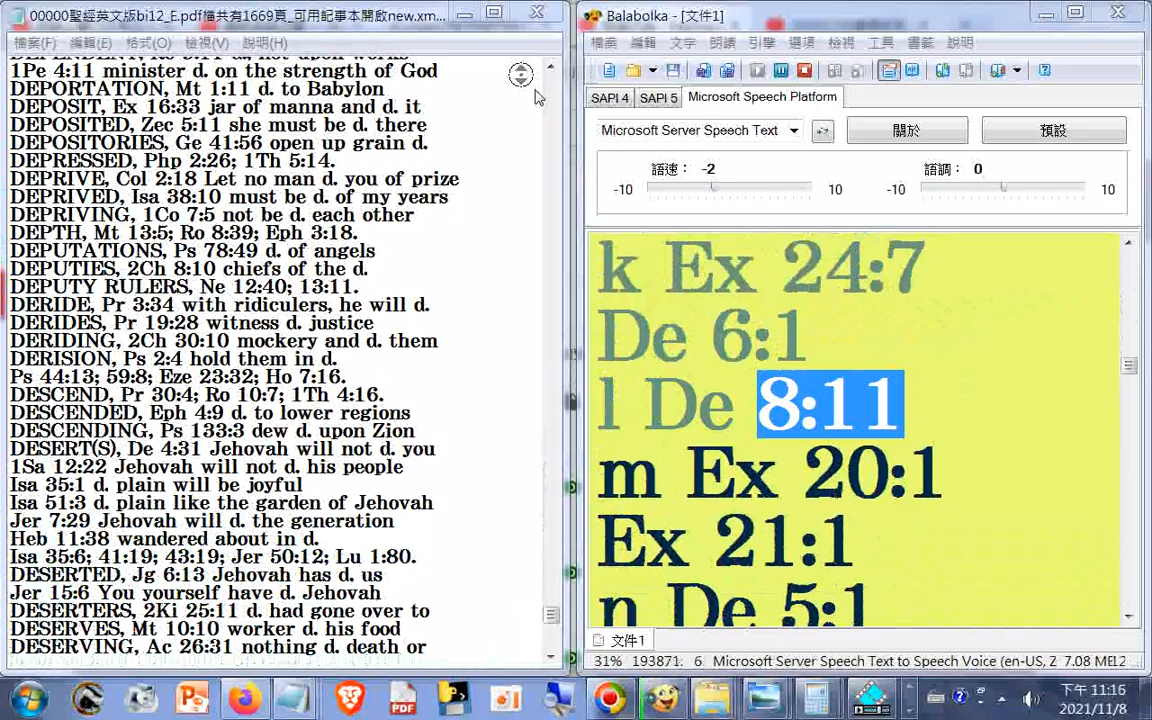 00000聖經英文版bi12_E.pdf檔共有1669頁_可用記事本開啟new.xm...
檔案(F) 編輯(E) 格式(O) 檢視(V) 說明(H)
1Pe 4:11 minister d. on the strength of God
DEPORTATION, Mt 1:11 d. to Babylon
DEPOSIT, Ex 16:33 jar of manna and d. it
DEPOSITED, Zec 5:11 she must be d. there
DEPOSITORIES, Ge 41:56 open up grain d.
DEPRESSED, Php 2:26; 1Th 5:14.
DEPRIVE, Col 2:18 Let no man d. you of prize
DEPRIVED, Isa 38:10 must be d. of my years
DEPRIVING, 1Co 7:5 not be d. each other
DEPTH, Mt 13:5; Ro 8:39; Eph 3:18.
DEPUTATIONS, Ps 78:49 d. of angels
DEPUTIES, 2Ch 8:10 chiefs of the d.
DEPUTY RULERS, Ne 12:40; 13:11.
DERIDE, Pr 3:34 with ridiculers, he will d.
DERIDES, Pr 19:28 witness d. justice
DERIDING, 2Ch 30:10 mockery and d. them
DERISION, Ps 2:4 hold them in d.
Ps 44:13; 59:8; Eze 23:32; Ho 7:16.
DESCEND, Pr 30:4; Ro 10:7; 1Th 4:16.
DESCENDED, Eph 4:9 d. to lower regions
DESCENDING, Ps 133:3 dew d. upon Zion
DESERT(S), De 4:31 Jehovah will not d. you
1Sa 12:22 Jehovah will not d. his people
Isa 35:1 d. plain will be joyful
Isa 51:3 d. plain like the garden of Jehovah
Jer 7:29 Jehovah will d. the generation
Heb 11:38 wandered about in d.
Isa 35:6; 41:19; 43:19; Jer 50:12; Lu 1:80.
DESERTED, Jg 6:13 Jehovah has d. us
Jer 15:6 You yourself have d. Jehovah
DESERTERS, 2Ki 25:11 d. had gone over to
DESERVES, Mt 10:10 worker d. his food
DESERVING, Ac 26:31 nothing d. death or
Balabolka - [文件1]
檔案 編輯 文字 朗讀 引擎 選項 檢視 工具 書籤 說明
SAPI 4 SAPI 5 Microsoft Speech Platform
Microsoft Server Speech Text 關於 預設
語速： -2 語調： 0
-10 10 -10 10
k Ex 24:7
De 6:1
l De 8:11
m Ex 20:1
Ex 21:1
n De 5:1
文件1
31% 193871: 6 Microsoft Server Speech Text to Speech Voice (en-US, Z 7.08 ME12
PDF
下午 11:16
2021/11/8